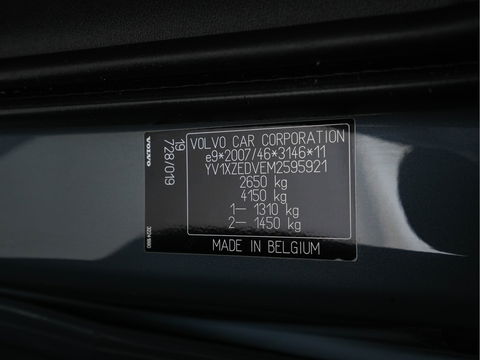 VOLVO CAR CORPORATION
e9*2007/46*3146*11
YV1XZEDVEM2595921
2650 kg
4150 kg
1— 1310 kg
2— 1450 kg
MADE IN BELGIUM
VOLVO
19
728/019